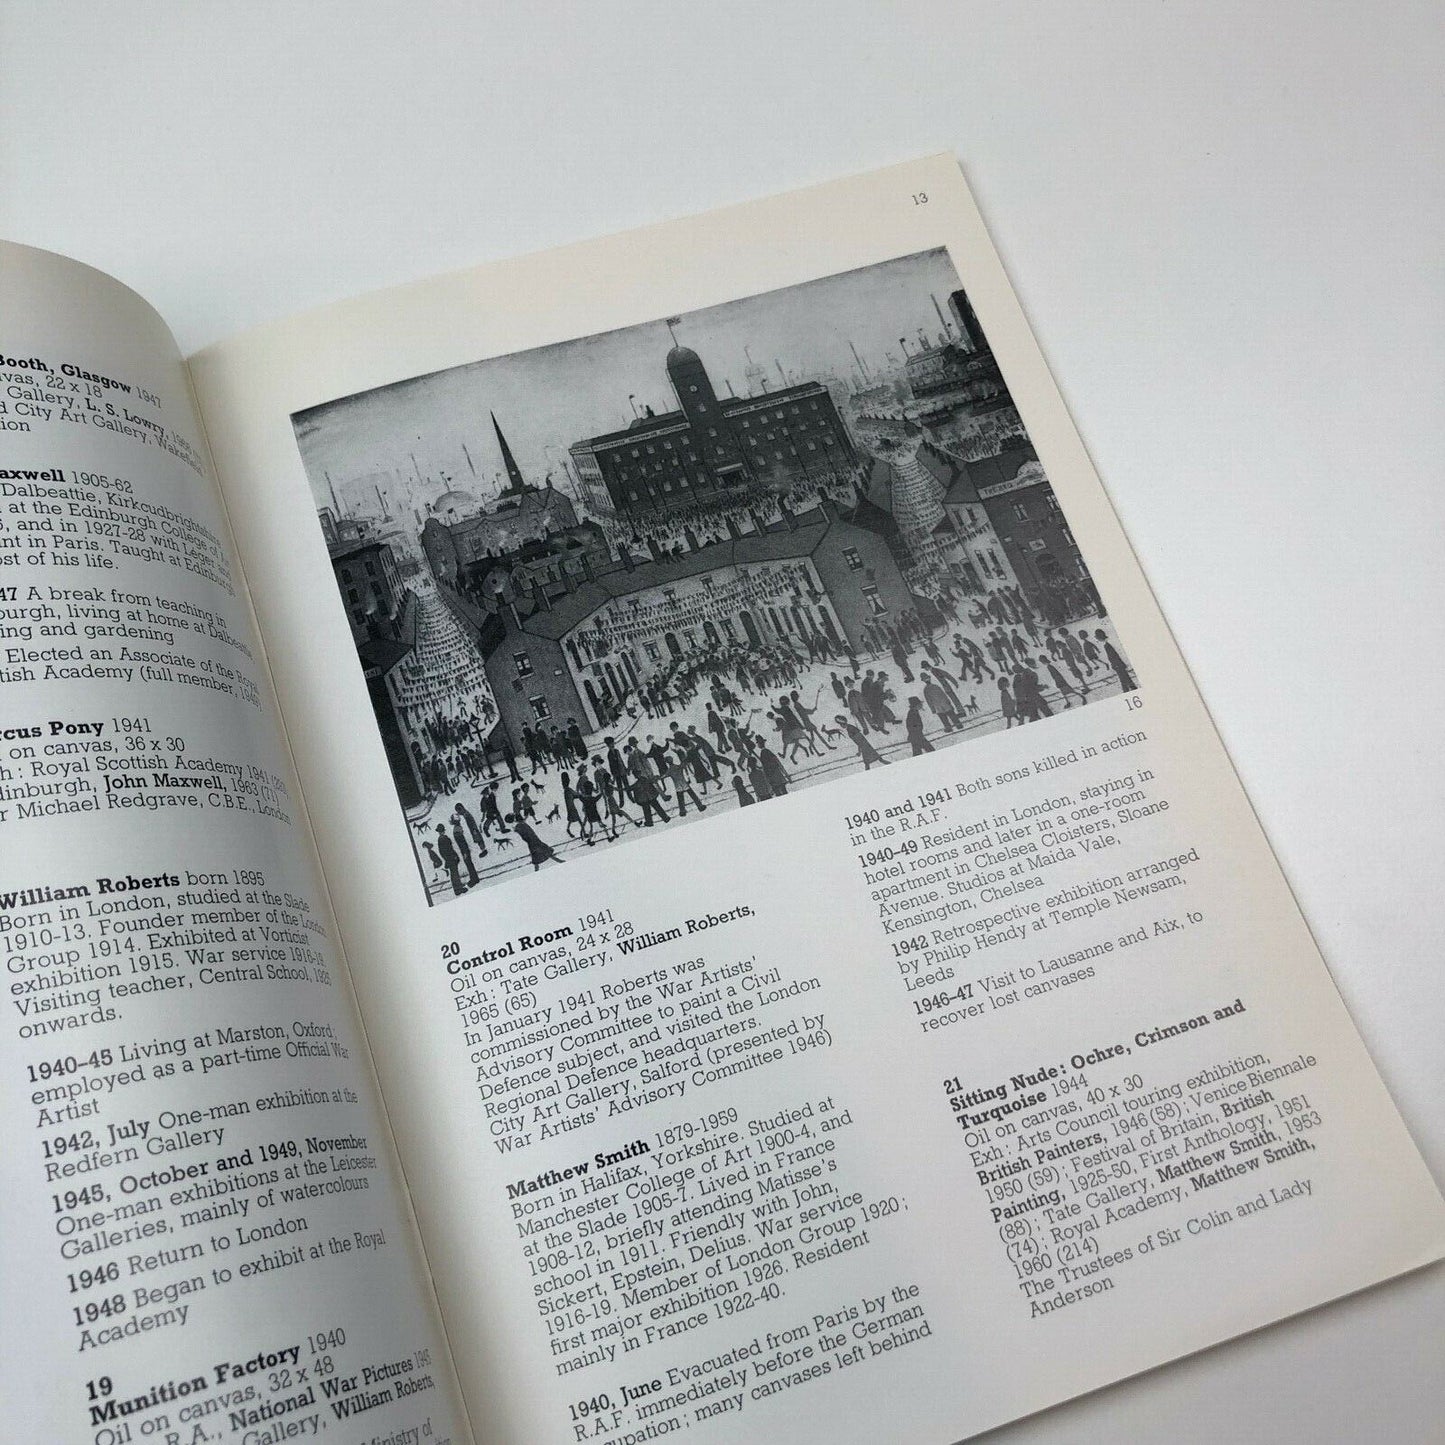 Booth, Glasgow 1947
canvas, 22 x 18
Gallery, L. S. Lowry, 1966
City Art Gallery, Wakefield
Maxwell 1905-62
Dalbeattie, Kirkcudbrightshire
at the Edinburgh College of
and in 1927-28 with Léger and
in Paris. Taught at Edinburgh
of his life.
47 A break from teaching in
living at home at Dalbeattie
and gardening
Elected an Associate of the Royal
Academy (full member, 1949)
Circus Pony 1941
on canvas, 36 x 30
: Royal Scottish Academy 1941
John Maxwell, 1963 (71)
Michael Redgrave, C.B.E., London
William Roberts born 1895
Born in London, studied at the Slade
1910-13. Founder member of the London
Group 1914. Exhibited at Vorticist
exhibition 1915. War service 1916-19.
Visiting teacher, Central School, 1925
onwards.
1940–45 Living at Marston, Oxford;
employed as a part-time Official War
Artist
1942, July One-man exhibition at the
Redfern Gallery
1945, October and 1949, November
One-man exhibitions at the Leicester
Galleries, mainly of watercolours
1946 Return to London
1948 Began to exhibit at the Royal
Academy
19
Munition Factory 1940
Oil on canvas, 32 x 48
R.A., National War Pictures 1945
Gallery, William Roberts,
Ministry of
13
16
20
Control Room 1941
Oil on canvas, 24 x 28
Exh: Tate Gallery, William Roberts,
1965 (65)
In January 1941 Roberts was
commissioned by the War Artists'
Advisory Committee to paint a Civil
Defence subject, and visited the London
Regional Defence headquarters.
City Art Gallery, Salford (presented by
War Artists' Advisory Committee 1946)
Matthew Smith 1879-1959
Born in Halifax, Yorkshire. Studied at
Manchester College of Art 1900-4, and
at the Slade 1905-7. Lived in France
1908-12, briefly attending Matisse's
school in 1911. Friendly with John,
Sickert, Epstein, Delius. War service
1916-19. Member of London Group 1920;
first major exhibition 1926. Resident
mainly in France 1922-40.
1940, June Evacuated from Paris by the
R.A.F. immediately before the German
occupation; many canvases left behind
1940 and 1941 Both sons killed in action
in the R.A.F.
1940–49 Resident in London, staying in
hotel rooms and later in a one-room
apartment in Chelsea Cloisters, Sloane
Avenue. Studios at Maida Vale,
Kensington, Chelsea
1942 Retrospective exhibition arranged
by Philip Hendy at Temple Newsam,
Leeds
1946–47 Visit to Lausanne and Aix, to
recover lost canvases
21
Sitting Nude: Ochre, Crimson and
Turquoise 1944
Oil on canvas, 40 x 30
Exh: Arts Council touring exhibition,
British Painters, 1946 (58); Venice Biennale
1950 (59); Festival of Britain, British
Painting, 1925-50, First Anthology, 1951
(88); Tate Gallery, Matthew Smith, 1953
(74); Royal Academy, Matthew Smith,
1960 (214)
The Trustees of Sir Colin and Lady
Anderson